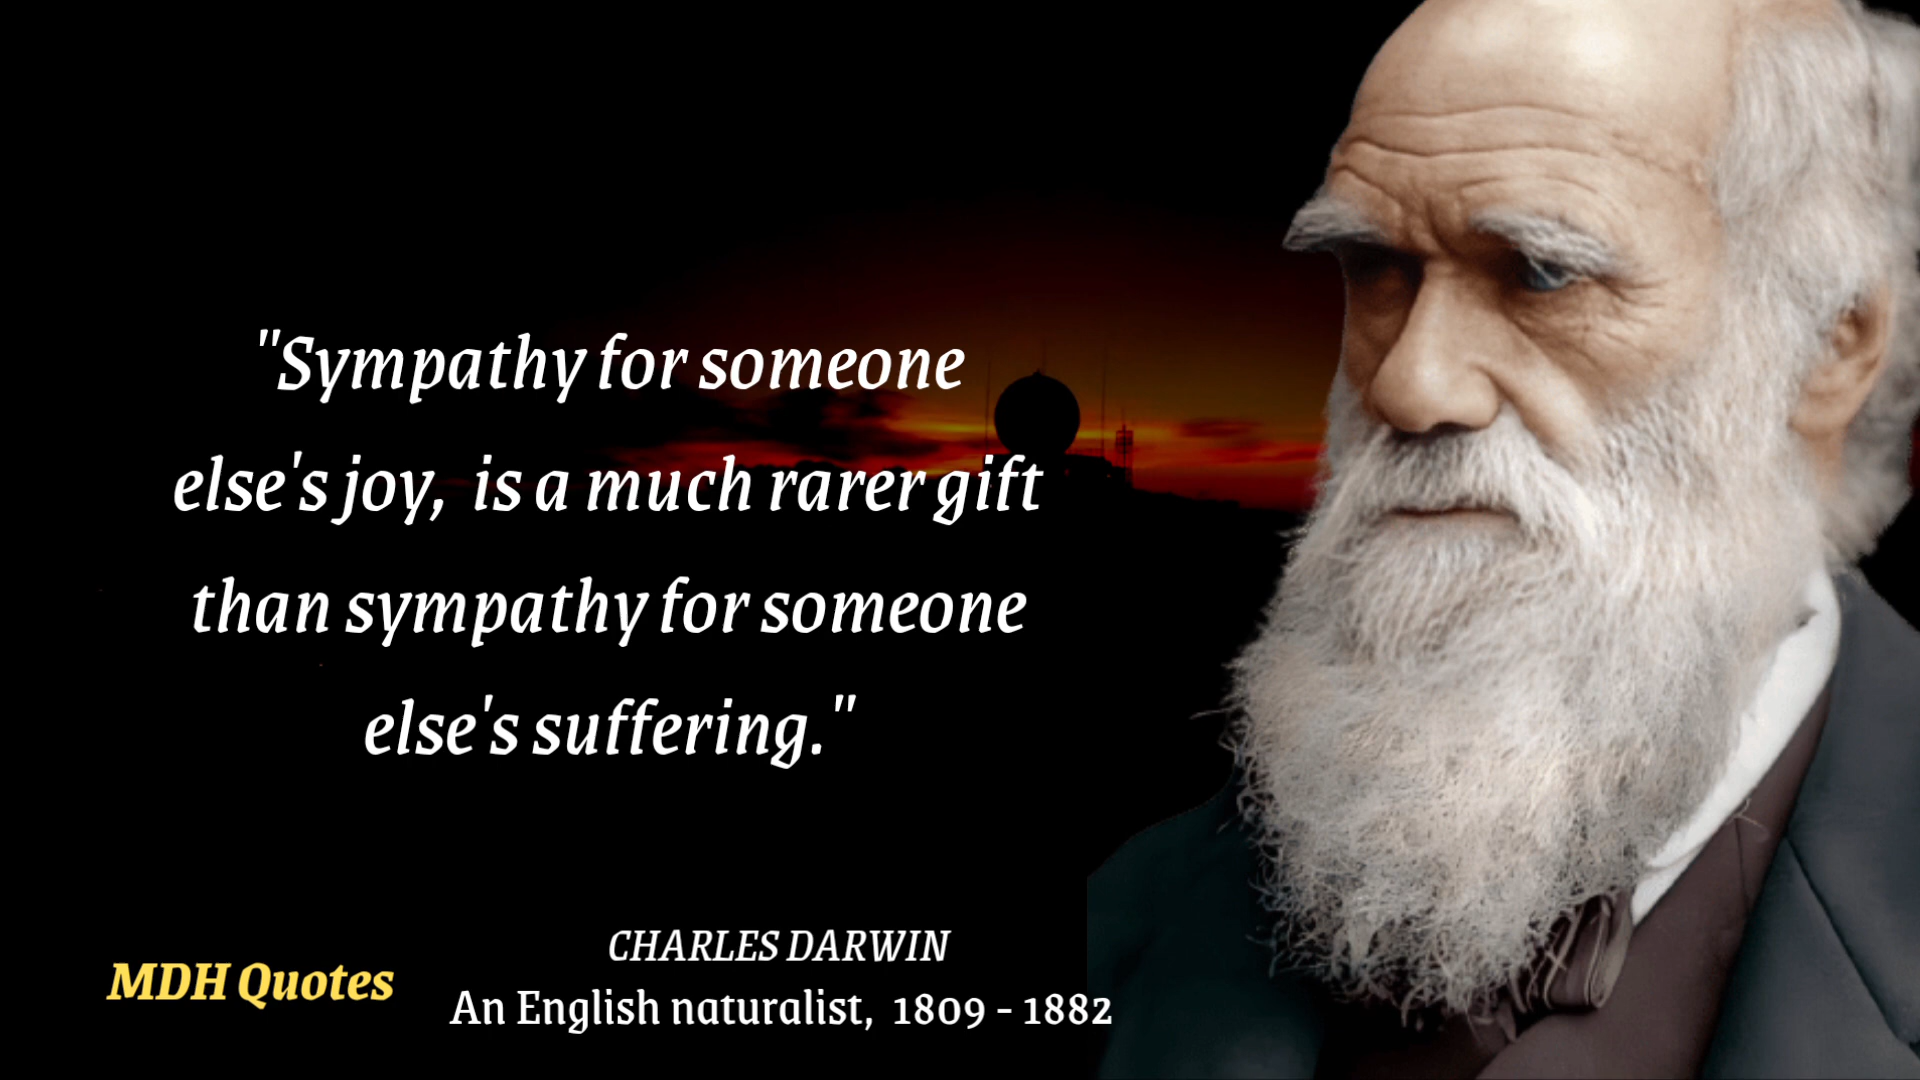 "Sympathy for someone
else's joy, is a much rarer gift
than sympathy for someone
else's suffering."
CHARLES DARWIN
MDH Quotes
An English naturalist, 1809 - 1882